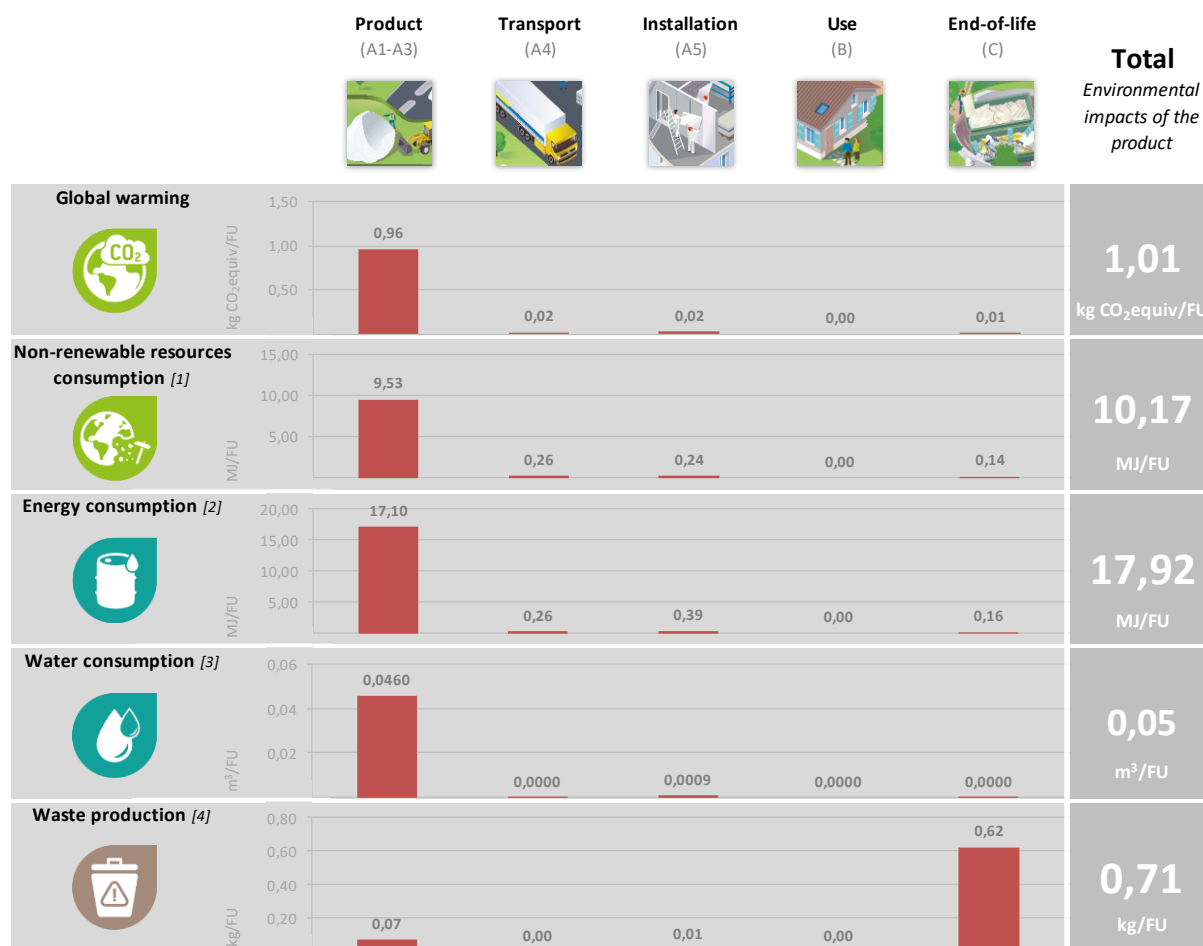 Product
(A1-A3)
Transport
(A4)
Installation
(A5)
Use
(B)
End-of-life
(C)
Total
Environmental
impacts of the
product
Global warming
CO₂
kg CO₂equiv/FU
1,50
1,00
0,50
0,96
0,02
0,02
0,00
0,01
1,01
kg CO₂equiv/FU
Non-renewable resources
consumption [1]
MJ/FU
15,00
10,00
5,00
9,53
0,26
0,24
0,00
0,14
10,17
MJ/FU
Energy consumption [2]
MJ/FU
20,00
15,00
10,00
5,00
17,10
0,26
0,39
0,00
0,16
17,92
MJ/FU
Water consumption [3]
m³/FU
0,06
0,04
0,02
0,0460
0,0000
0,0009
0,0000
0,0000
0,05
m³/FU
Waste production [4]
kg/FU
0,80
0,60
0,40
0,20
0,07
0,00
0,01
0,00
0,62
0,71
kg/FU